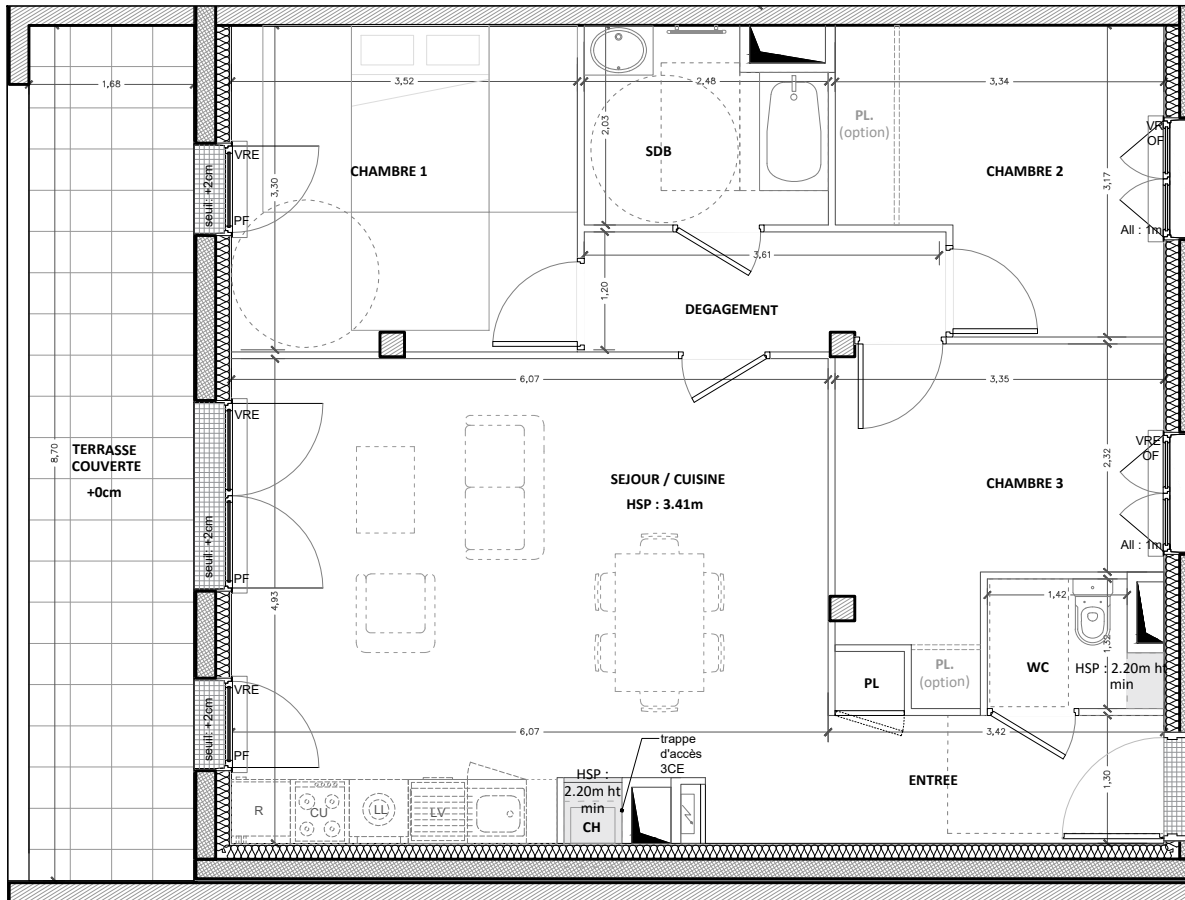 1,68
3,52
2,48
3,34
VRE
CHAMBRE 1
2,03
SDB
PL.
(option)
CHAMBRE 2
VR
OF
3,30
seuil: +2cm
PF
3,17
All : 1m
3,61
1,20
DEGAGEMENT
6,07
3,35
VRE
TERRASSE
COUVERTE
+0cm
8,70
SEJOUR / CUISINE
HSP : 3.41m
CHAMBRE 3
2,32
VRE
OF
seuil: +2cm
PF
All : 1m
4,93
1,42
1,32
WC
HSP : 2.20m ht
min
PL
PL.
(option)
VRE
seuil: +2cm
PF
6,07
3,42
trappe
d'accès
3CE
HSP :
2.20m ht
min
CH
ENTREE
1,30
R
CU
LL
LV